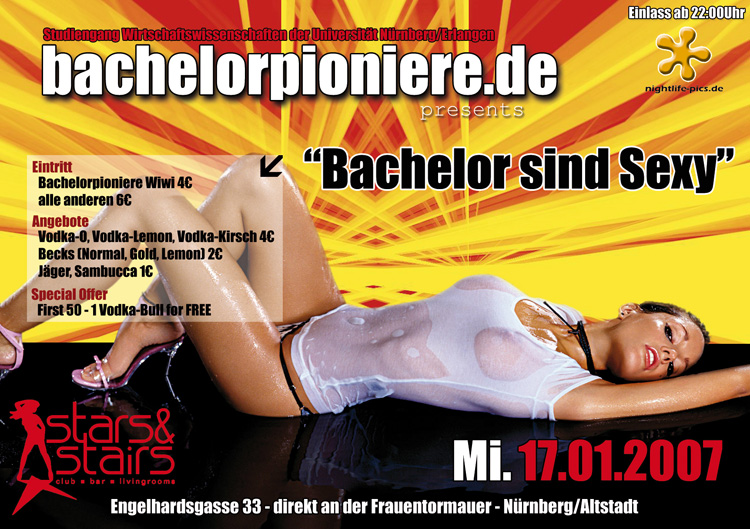 Einlass ab 22:00Uhr
Studiengang Wirtschaftswissenschaften der Universität Nürnberg/Erlangen
bachelorpioniere.de
presents
nightlife-pics.de
"Bachelor sind Sexy"
Eintritt
Bachelorpioniere Wiwi 4€
alle anderen 6€
Angebote
Vodka-O, Vodka-Lemon, Vodka-Kirsch 4€
Becks (Normal, Gold, Lemon) 2€
Jäger, Sambucca 1€
Special Offer
First 50 - 1 Vodka-Bull for FREE
stars&
stairs
club • bar • livingrooms
Mi. 17.01.2007
Engelhardsgasse 33 - direkt an der Frauentormauer - Nürnberg/Altstadt